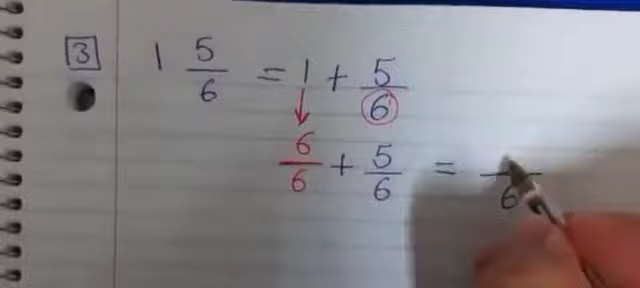 3 1 5/6 = 1 + 5/6
6/6 + 5/6 = /6